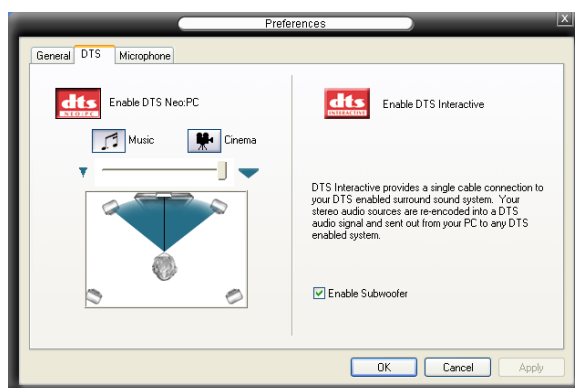 Preferences
X
General
DTS
Microphone
dts
NEO:PC
Enable DTS Neo:PC
Music
Cinema
dts
INTERACTIVE
Enable DTS Interactive
DTS Interactive provides a single cable connection to
your DTS enabled surround sound system. Your
stereo audio sources are re-encoded into a DTS
audio signal and sent out from your PC to any DTS
enabled system.
Enable Subwoofer
OK
Cancel
Apply